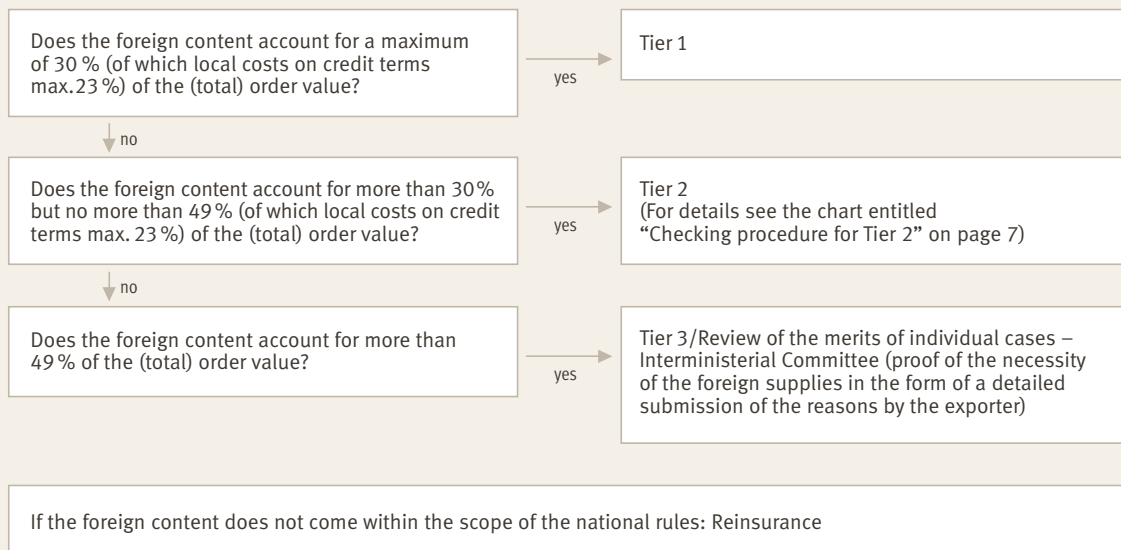 Does the foreign content account for a maximum
of 30 % (of which local costs on credit terms
max.23 %) of the (total) order value?
yes
Tier 1
no
Does the foreign content account for more than 30 %
but no more than 49 % (of which local costs on credit
terms max. 23 %) of the (total) order value?
yes
Tier 2
(For details see the chart entitled
“Checking procedure for Tier 2” on page 7)
no
Does the foreign content account for more than
49 % of the (total) order value?
yes
Tier 3/Review of the merits of individual cases –
Interministerial Committee (proof of the necessity
of the foreign supplies in the form of a detailed
submission of the reasons by the exporter)
If the foreign content does not come within the scope of the national rules: Reinsurance